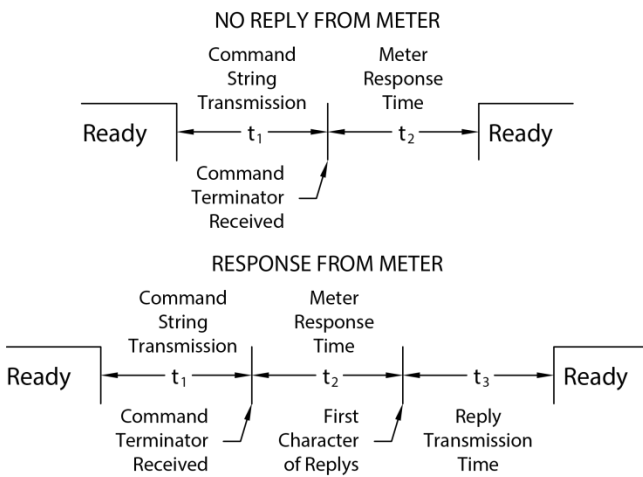 NO REPLY FROM METER
Command
String
Transmission
Meter
Response
Time
Ready
t1
t2
Ready
Command
Terminator
Received
RESPONSE FROM METER
Command
String
Transmission
Meter
Response
Time
Ready
t1
t2
t3
Ready
Command
Terminator
Received
First
Character
of Replys
Reply
Transmission
Time